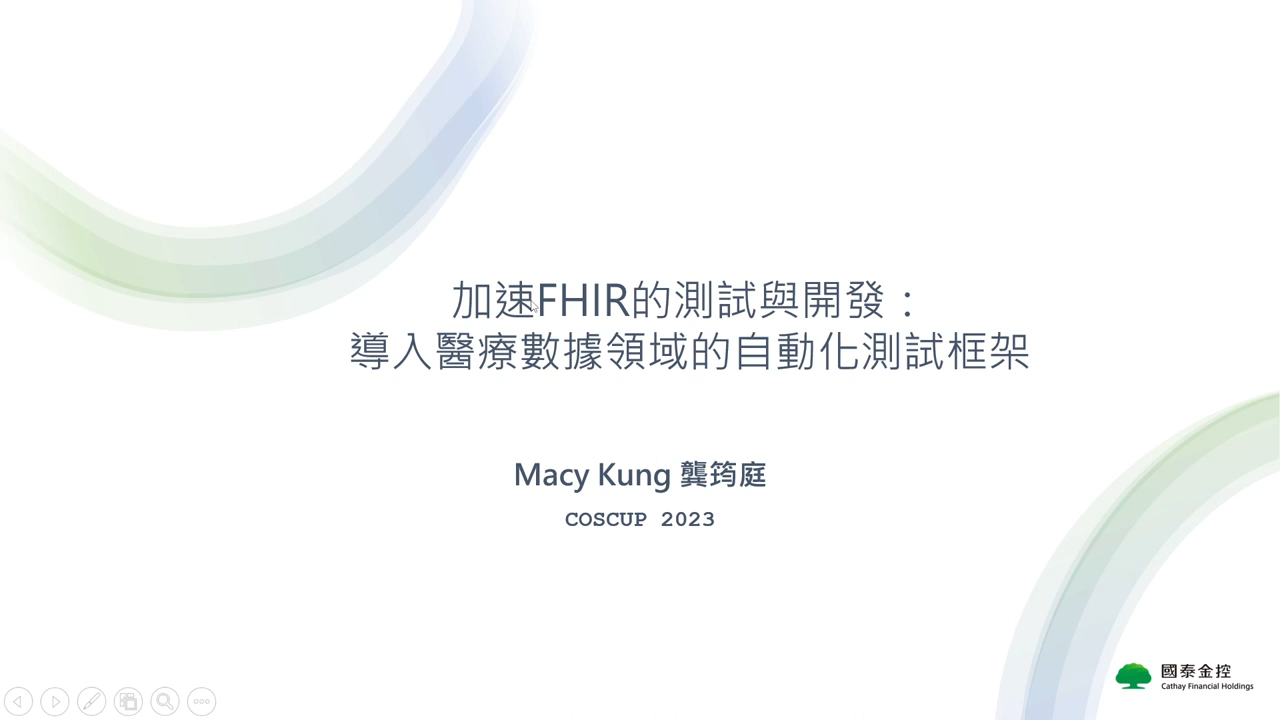 加速FHIR的測試與開發：
導入醫療數據領域的自動化測試框架
Macy Kung 龔筠庭
COSCUP 2023
國泰金控
Cathay Financial Holdings